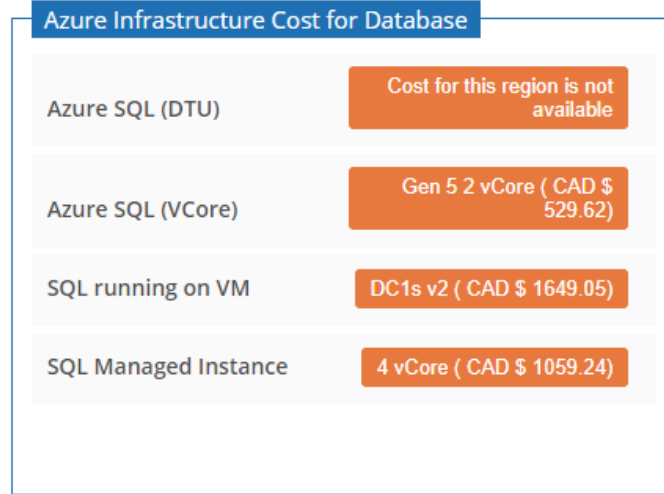 Azure Infrastructure Cost for Database
Azure SQL (DTU)
Cost for this region is not
available
Azure SQL (VCore)
Gen 5 2 vCore ( CAD $
529.62)
SQL running on VM
DC1s v2 ( CAD $ 1649.05)
SQL Managed Instance
4 vCore ( CAD $ 1059.24)